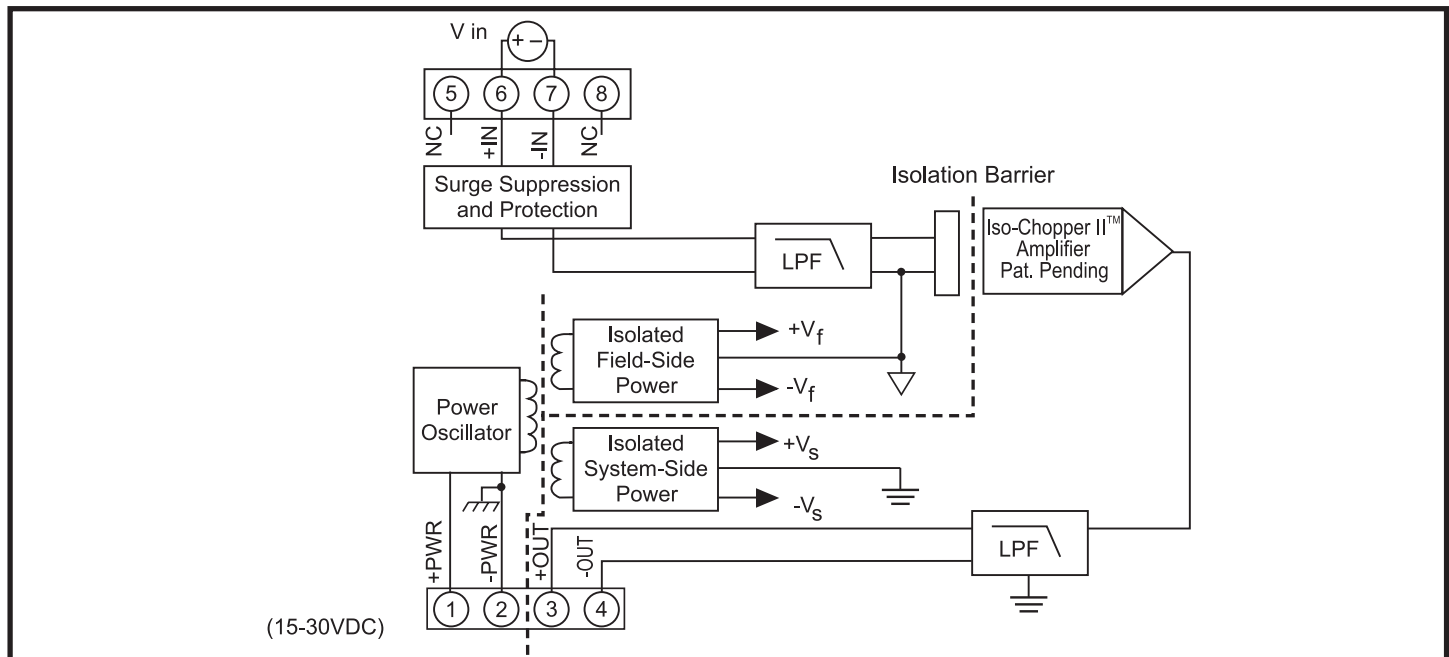 V in
+ −
5 6 7 8
NC
+IN
-IN
NC
Surge Suppression
and Protection
Isolation Barrier
Iso-Chopper II™
Amplifier
Pat. Pending
LPF
Isolated
Field-Side
Power
+Vf
-Vf
Power
Oscillator
Isolated
System-Side
Power
+Vs
-Vs
LPF
+PWR
-PWR
+OUT
-OUT
1 2 3 4
(15-30VDC)